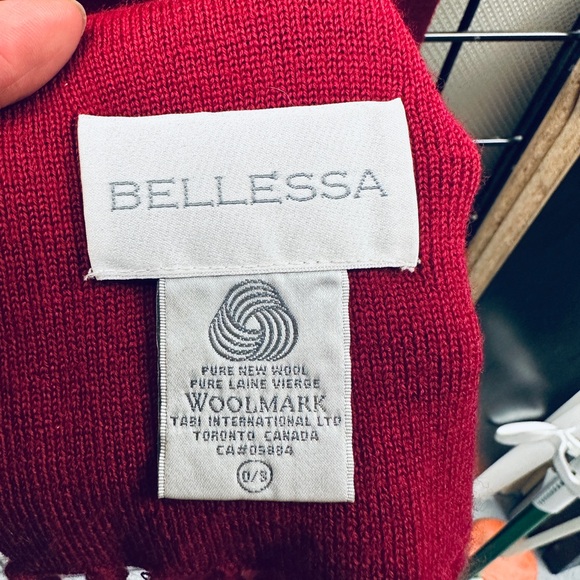 BELLESSA
PURE NEW WOOL
PURE LAINE VIERGE
WOOLMARK
TABI INTERNATIONAL LTD
TORONTO CANADA
CA#05884
0/S